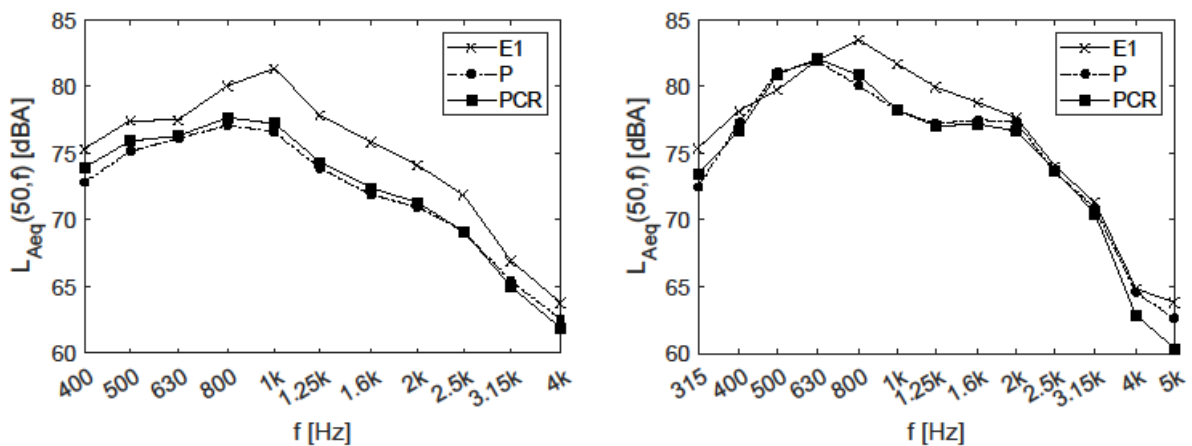 85
80
75
70
65
60
L_Aeq(50,f) [dBA]
E1
P
PCR
400 500 630 800 1k 1.25k 1.6k 2k 2.5k 3.15k 4k
f [Hz]
85
80
75
70
65
60
L_Aeq(50,f) [dBA]
E1
P
PCR
315 400 500 630 800 1k 1.25k 1.6k 2k 2.5k 3.15k 4k 5k
f [Hz]